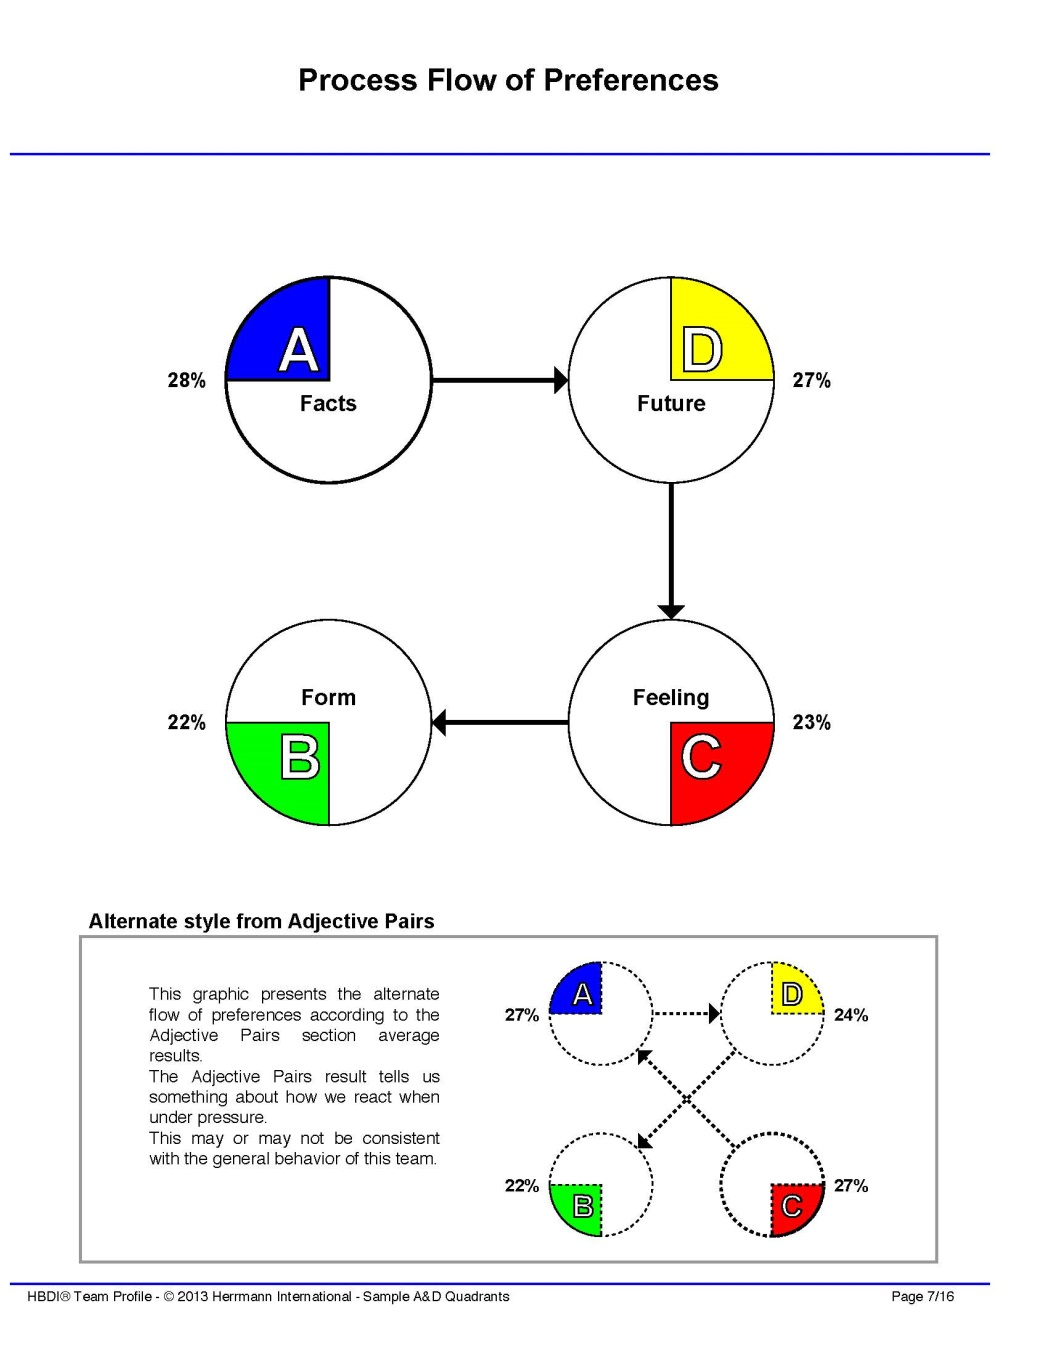 Process Flow of Preferences
A
D
28%
27%
Facts
Future
Form
Feeling
22%
23%
B
C
Alternate style from Adjective Pairs
This graphic presents the alternate
flow of preferences according to the
Adjective Pairs section average
results.
The Adjective Pairs result tells us
something about how we react when
under pressure.
This may or may not be consistent
with the general behavior of this team.
A
D
27%
24%
22%
27%
B
C
HBDI® Team Profile - © 2013 Herrmann International - Sample A&D Quadrants
Page 7/16